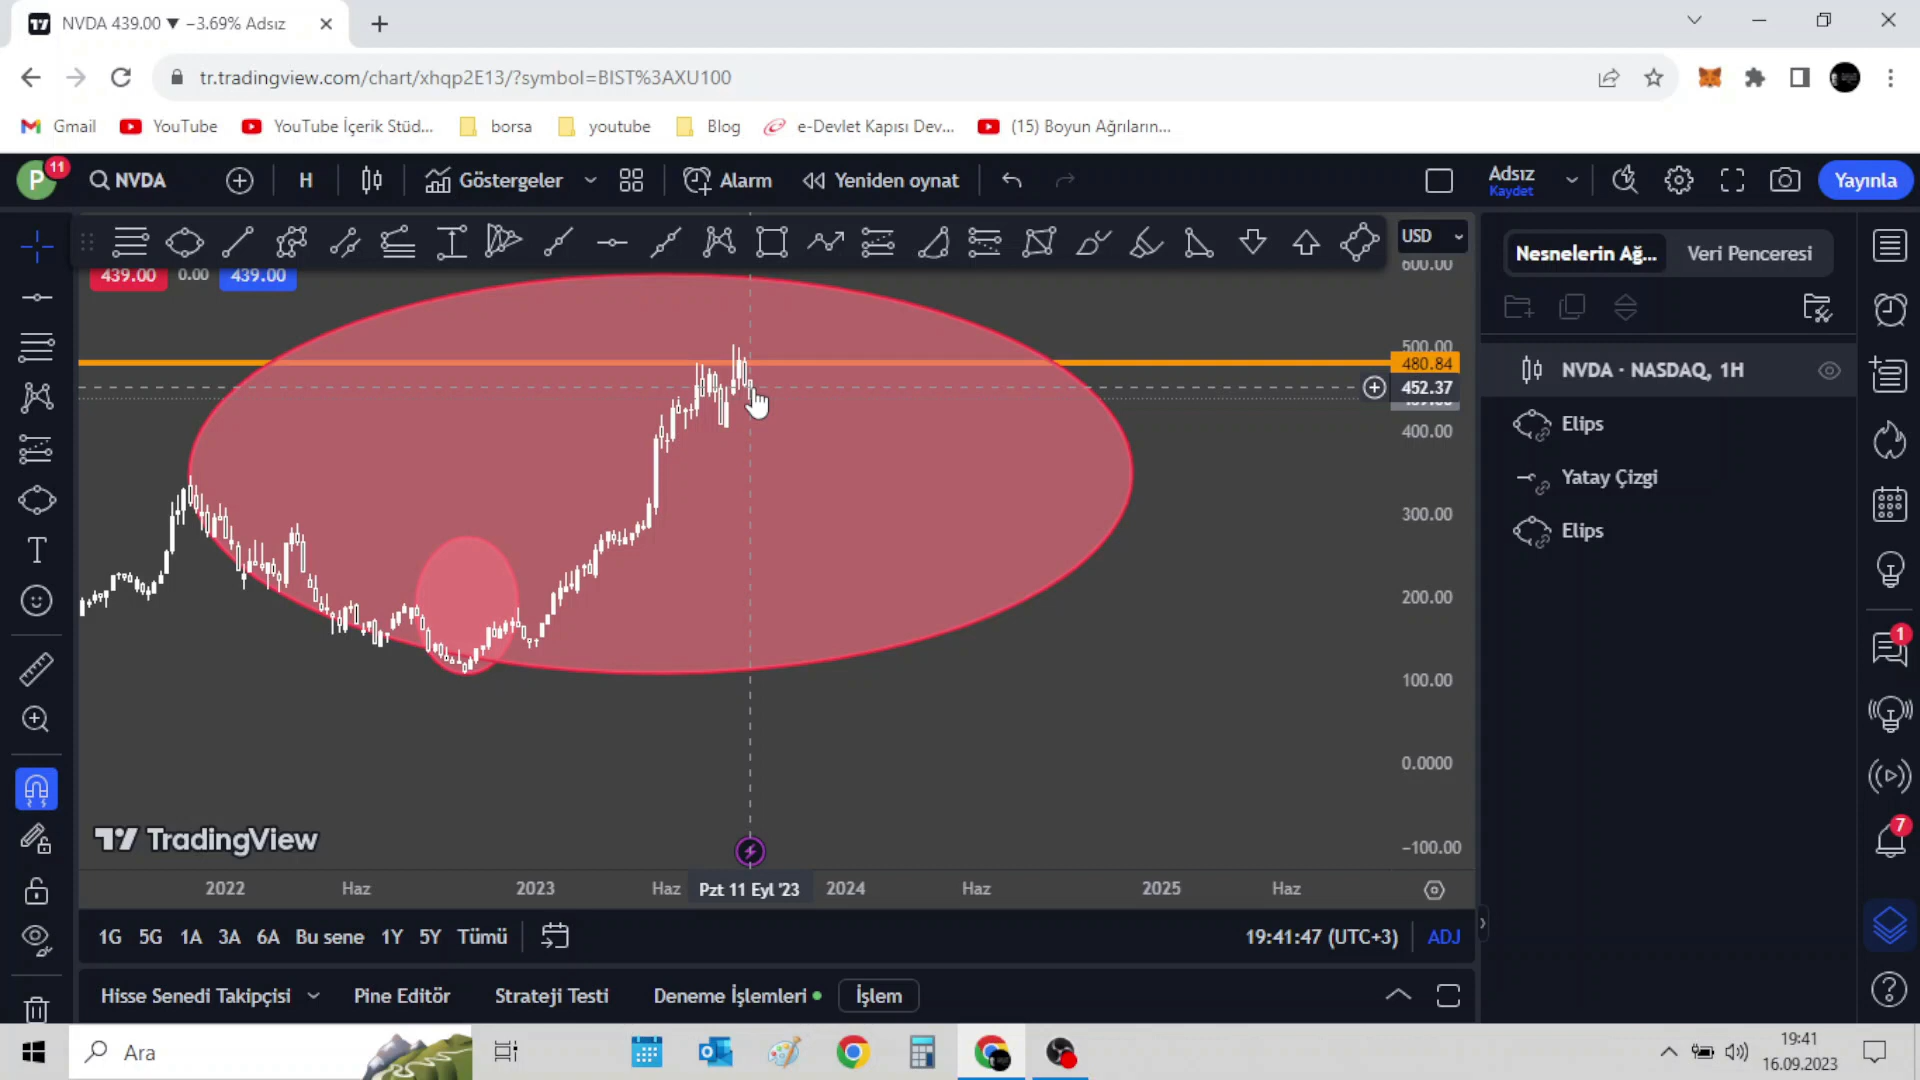 NVDA 439.00 ▼ −3.69% Adsız
tr.tradingview.com/chart/xhqp2E13/?symbol=BIST%3AXU100
Gmail YouTube YouTube İçerik Stüd... borsa youtube Blog e-Devlet Kapısı Dev... (15) Boyun Ağrıların...
P 11 NVDA H Göstergeler Alarm Yeniden oynat Adsız Kaydet Yayınla
USD
439.00 0.00 439.00
Nesnelerin Ağ... Veri Penceresi
NVDA · NASDAQ, 1H
Elips
Yatay Çizgi
Elips
600.00
500.00
480.84
452.37
400.00
300.00
200.00
100.00
0.0000
−100.00
T
1
7
TradingView
2022 Haz 2023 Haz Pzt 11 Eyl '23 2024 Haz 2025 Haz
1G 5G 1A 3A 6A Bu sene 1Y 5Y Tümü 19:41:47 (UTC+3) ADJ
Hisse Senedi Takipçisi Pine Editör Strateji Testi Deneme İşlemleri İşlem
Ara
19:41
16.09.2023